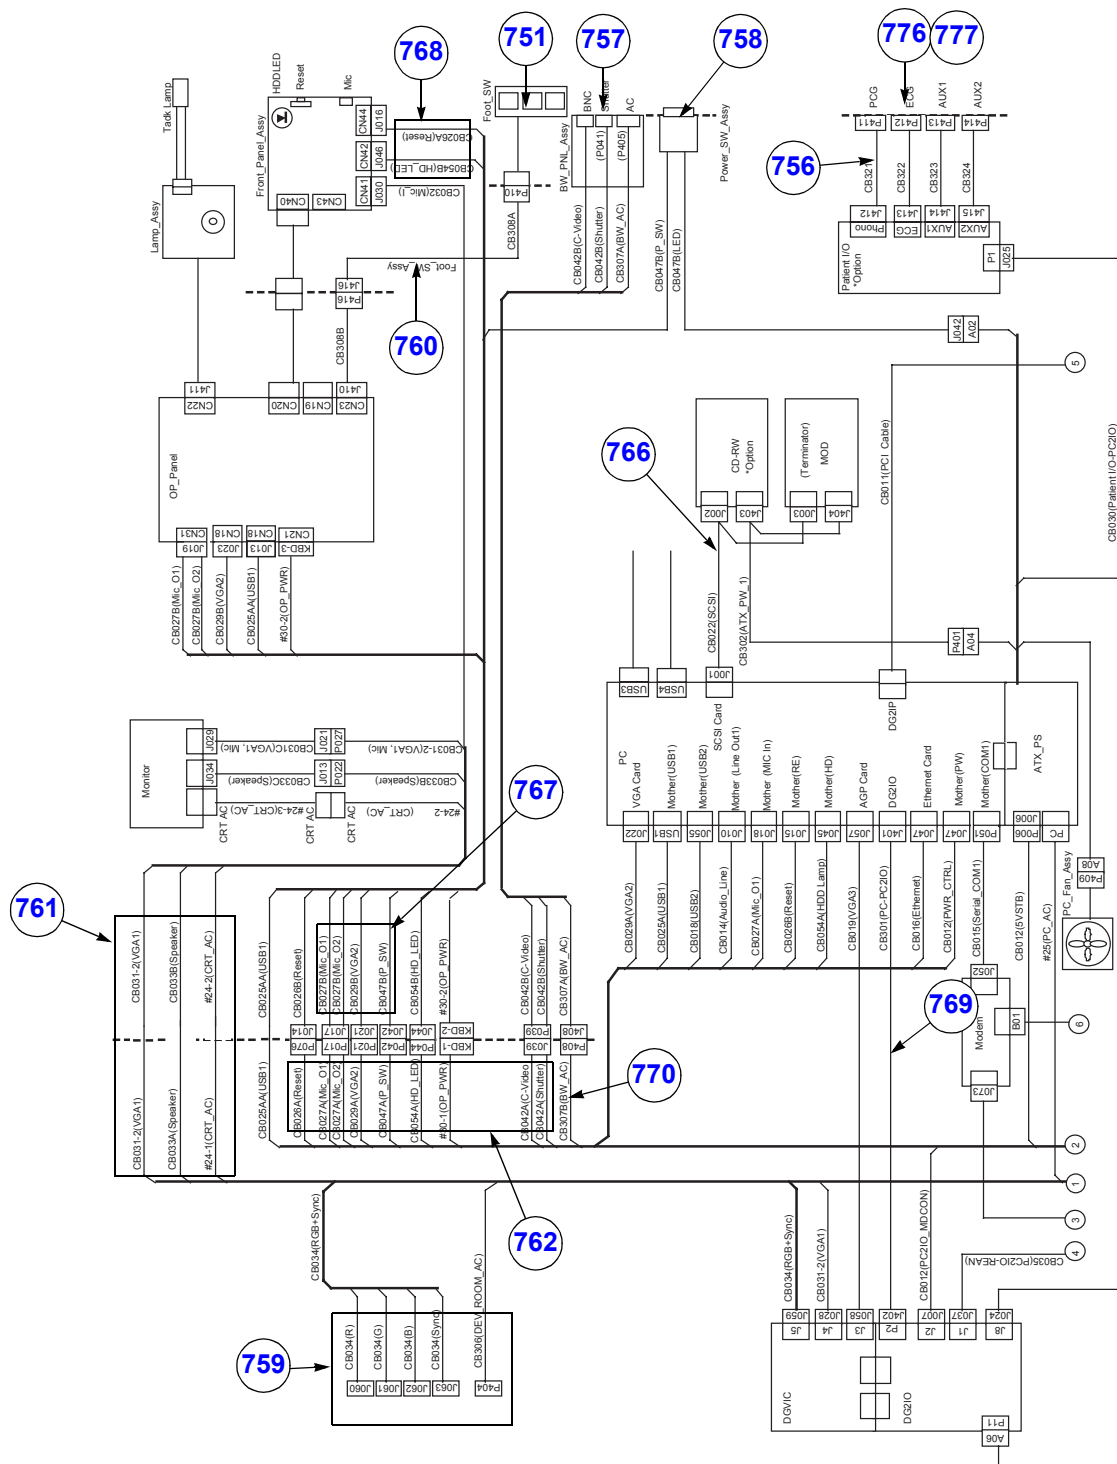 768
751
757
758
776
777
756
760
766
767
761
769
770
762
759
Task_Lamp
Lamp_Assy
HDDLED
Reset
Mic
Front_Panel_Assy
CN44
J016
CN42
J046
CN41
J030
CN40
CN43
CB026A(Reset)
CB054B(HD_LED)
CB032(Mic_I)
Foot_SW
P410
CB308A
Foot_SW_Assy
J416
P416
CB308B
BNC
Shutter
AC
BW_PNL_Assy
(P041)
(P405)
CB042B(C-Video)
CB042B(Shutter)
CB307A(BW_AC)
Power_SW_Assy
CB047B(P_SW)
CB047B(LED)
PCG
ECG
AUX1
AUX2
P411
P412
P413
P414
CB321
CB322
CB323
CB324
J412
J413
J414
J415
Phono
ECG
AUX1
AUX2
Patient I/O
*Option
P1
J025
J042
A02
5
CB030(Patient I/O-PC2IO)
J411
CN22
CN20
CN19
J410
CN23
OP_Panel
CN31
J019
CN18
J023
CN18
J013
CN21
KBD-3
CB027B(Mic_O1)
CB027B(Mic_O2)
CB029B(VGA2)
CB025AA(USB1)
#30-2(OP_PWR)
CD-RW
*Option
J002
J403
(Terminator)
MOD
J003
J404
CB011(PCI Cable)
CB022(SCSI)
CB302(ATX_PW_1)
P401
A04
Monitor
J029
J034
CB031C(VGA1, Mic)
J021
P027
CB031-2(VGA1, Mic)
CB033C(Speaker)
J013
P022
CB033B(Speaker)
CRT AC
#24-3(CRT_AC)
CRT AC
CRT AC
(CRT_AC)
#24-2
USB3
USB4
J001
SCSI Card
DG2IP
PC
VGA Card
Mother(USB1)
Mother(USB2)
Mother (Line Out1)
Mother (MIC In)
Mother(RE)
Mother(HD)
AGP Card
DG2IO
Ethernet Card
Mother(PW)
Mother(COM1)
ATX_PS
J022
USB1
J055
J010
J018
J015
J045
J057
J401
J047
J047
P051
J006
P006
PC
CB029A(VGA2)
CB025A(USB1)
CB018(USB2)
CB014(Audio_Line)
CB027A(Mic_O1)
CB026B(Reset)
CB054A(HDD Lamp)
CB019(VGA3)
CB301(PC-PC2IO)
CB016(Ethernet)
CB012(PWR_CTRL)
CB015(Serial_COM1)
CB012(5VSTB)
#25(PC_AC)
PC_Fan_Assy
A08
P409
J052
Modem
B01
J073
6
CB031-2(VGA1)
CB033B(Speaker)
#24-2(CRT_AC)
CB025AA(USB1)
CB026B(Reset)
CB027B(Mic_O1)
CB027B(Mic_O2)
CB029B(VGA2)
CB047B(P_SW)
CB054B(HD_LED)
#30-2(OP_PWR)
CB042B(C-Video)
CB042B(Shutter)
CB307A(BW_AC)
J014
P076
J017
P017
J021
P021
J042
P042
J044
P044
KBD-2
KBD-1
P039
J039
J408
P408
CB031-2(VGA1)
CB033A(Speaker)
#24-1(CRT_AC)
CB025AA(USB1)
CB026A(Reset)
CB027A(Mic_O1)
CB027A(Mic_O2)
CB029A(VGA2)
CB047A(P_SW)
CB054A(HD_LED)
#30-1(OP_PWR)
CB042A(C-Video)
CB042A(Shutter)
CB307B(BW_AC)
2
1
3
4
CB034(RGB+Sync)
CB034(R)
CB034(G)
CB034(B)
CB034(Sync)
CB306(DEV_ROOM_AC)
J060
J061
J062
J063
P404
CB034(RGB+Sync)
CB031-2(VGA1)
CB012(PC2IO_MDCON)
CB035(PC2IO-REAN)
J059
J028
J058
J402
J007
J037
J024
J5
J4
J3
P2
J2
J1
J8
DGVIC
DG2IO
P11
A06